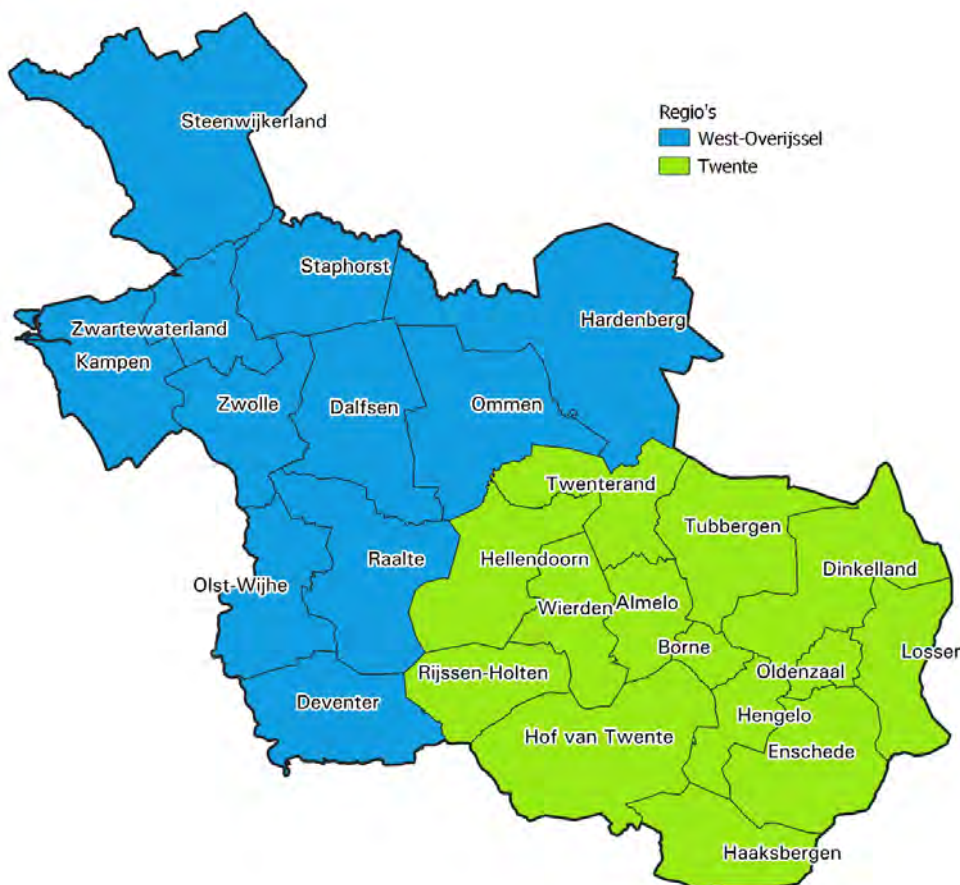 Regio's
West-Overijssel
Twente
Steenwijkerland
Staphorst
Hardenberg
Zwartewaterland
Kampen
Zwolle
Dalfsen
Ommen
Twenterand
Tubbergen
Raalte
Hellendoorn
Dinkelland
Olst-Wijhe
Wierden
Almelo
Borne
Losser
Rijssen-Holten
Oldenzaal
Deventer
Hengelo
Hof van Twente
Enschede
Haaksbergen